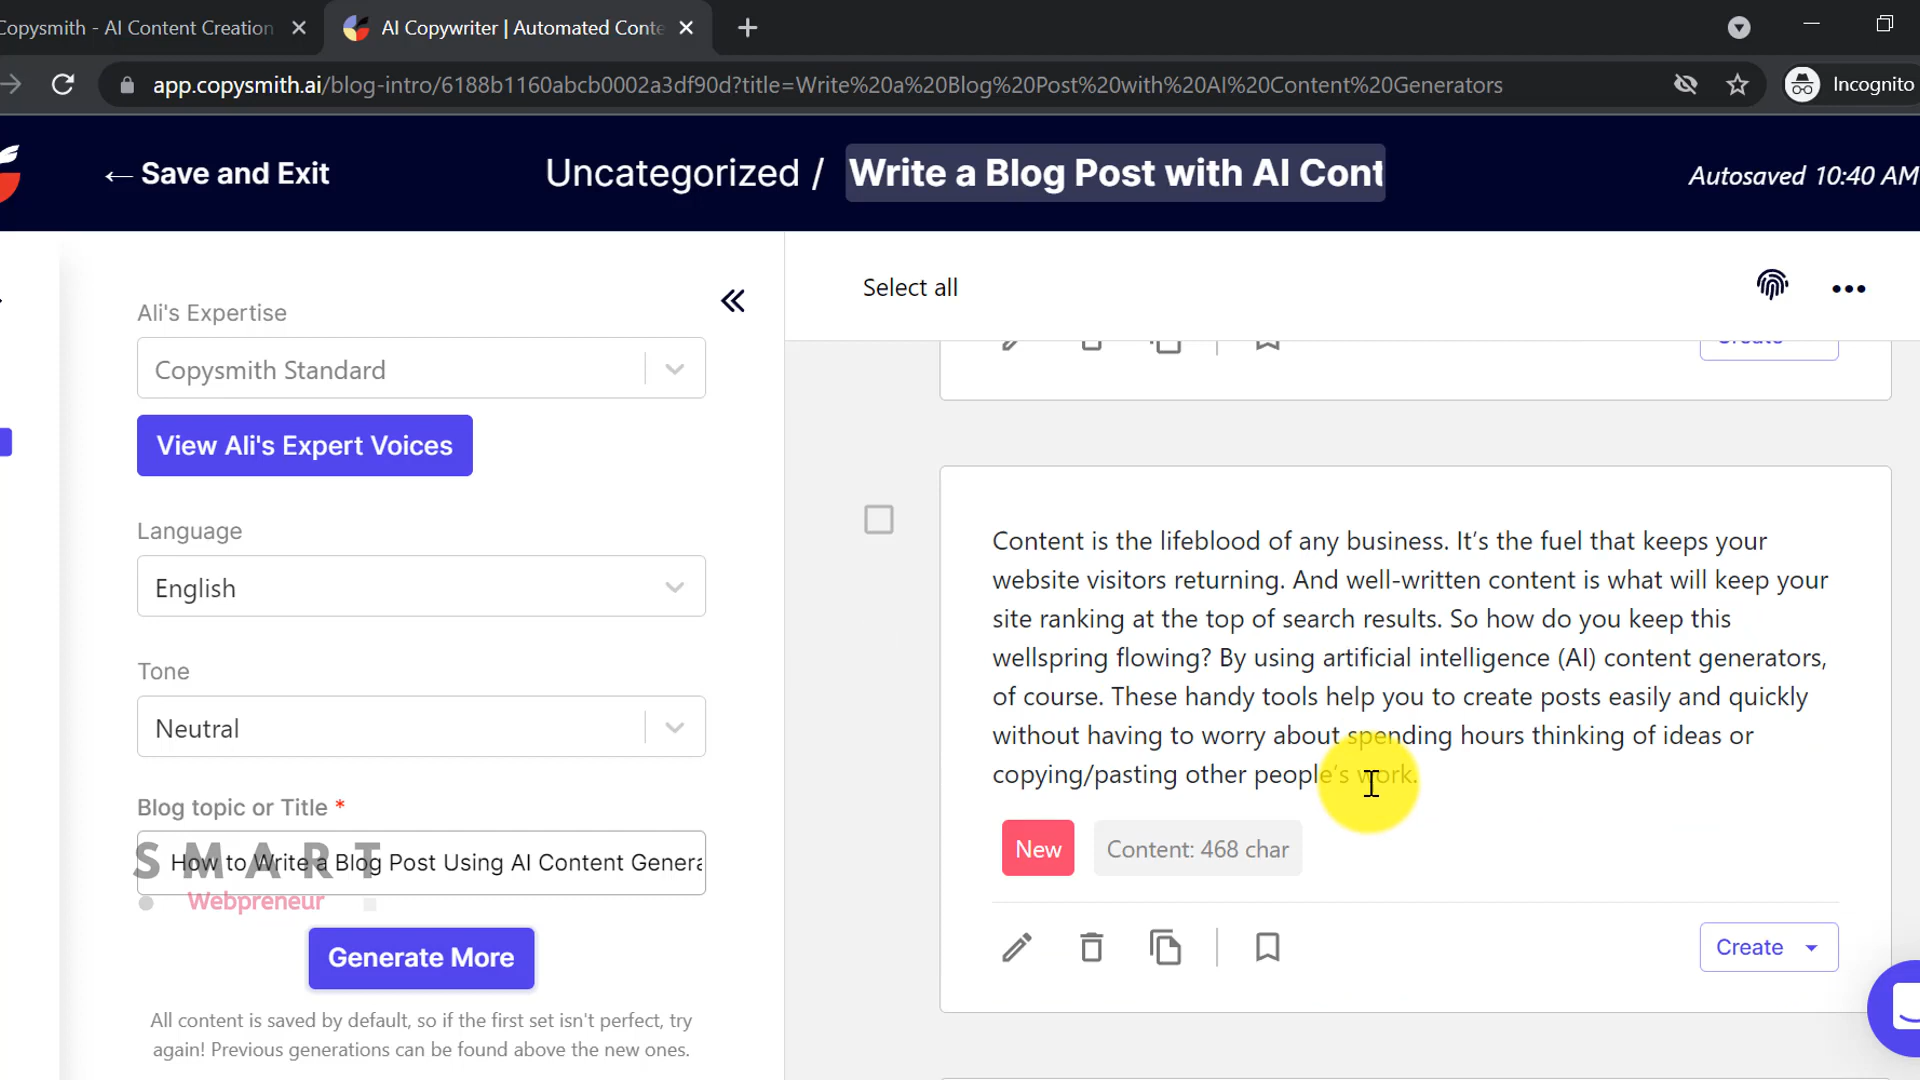 Copysmith - AI Content Creation
AI Copywriter | Automated Conte
app.copysmith.ai/blog-intro/6188b1160abcb0002a3df90d?title=Write%20a%20Blog%20Post%20with%20AI%20Content%20Generators
Incognito
← Save and Exit
Uncategorized / Write a Blog Post with AI Cont
Autosaved 10:40 AM
Ali's Expertise
Copysmith Standard
View Ali's Expert Voices
Language
English
Tone
Neutral
Blog topic or Title *
How to Write a Blog Post Using AI Content Genera
SMART
Webpreneur
Generate More
All content is saved by default, so if the first set isn't perfect, try
again! Previous generations can be found above the new ones.
Select all
Create
Content is the lifeblood of any business. It's the fuel that keeps your
website visitors returning. And well-written content is what will keep your
site ranking at the top of search results. So how do you keep this
wellspring flowing? By using artificial intelligence (AI) content generators,
of course. These handy tools help you to create posts easily and quickly
without having to worry about spending hours thinking of ideas or
copying/pasting other people's work.
New
Content: 468 char
Create